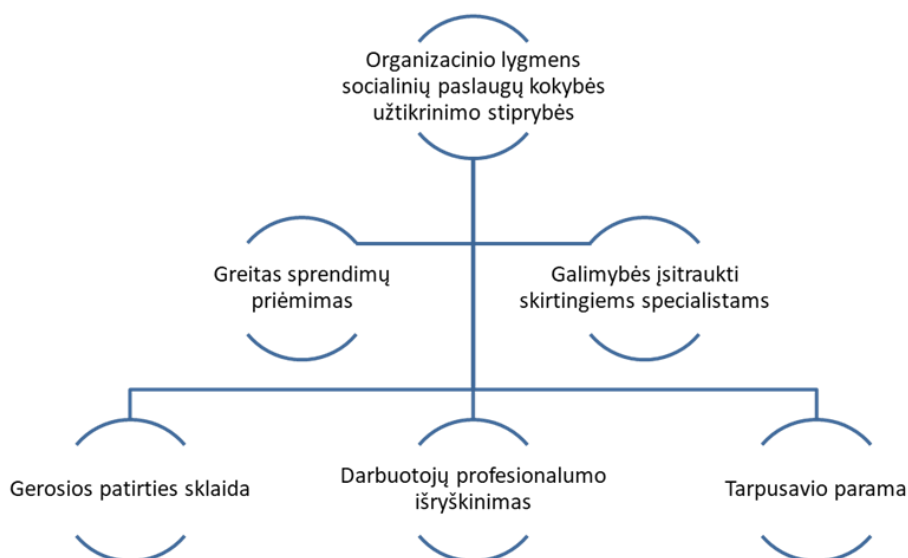 Organizacinio lygmens
socialinių paslaugų kokybės
užtikrinimo stiprybės
Greitas sprendimų
priėmimas
Galimybės įsitraukti
skirtingiems specialistams
Gerosios patirties sklaida
Darbuotojų profesionalumo
išryškinimas
Tarpusavio parama